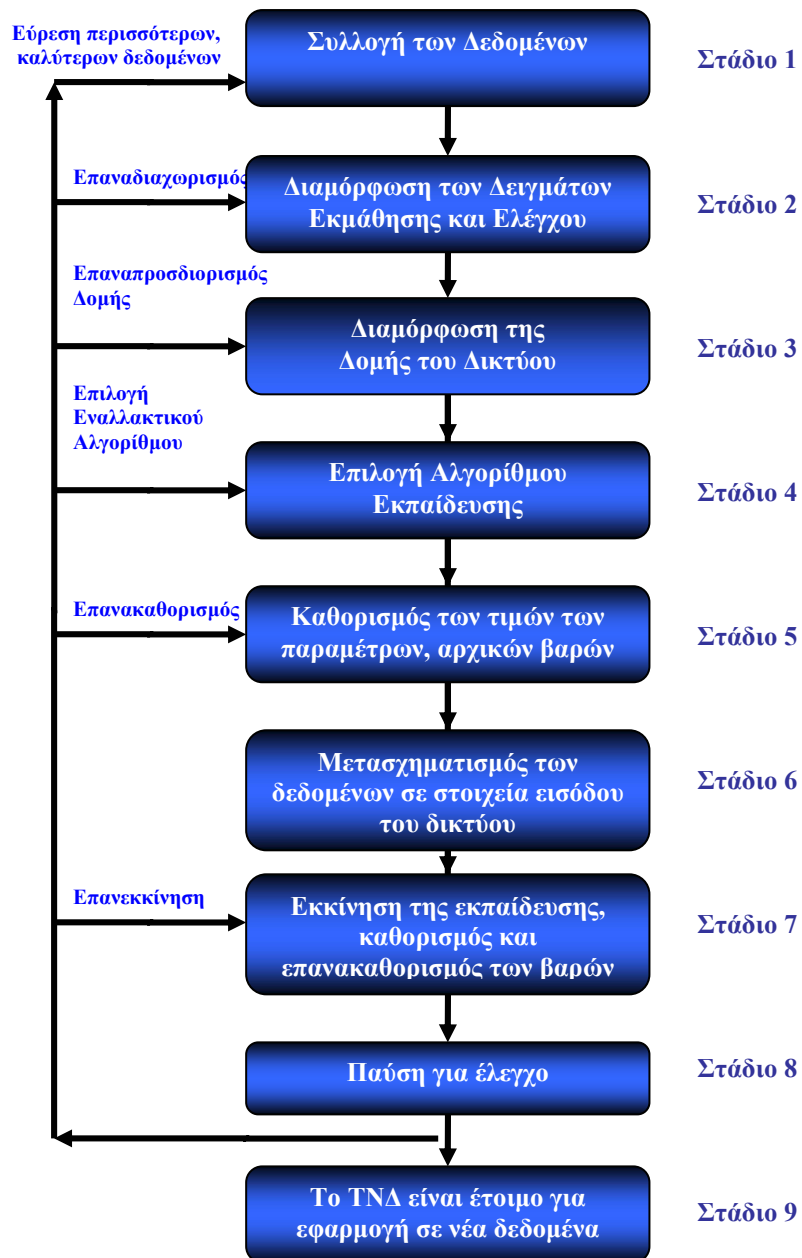 Εύρεση περισσότερων,
καλύτερων δεδομένων
Συλλογή των Δεδομένων
Στάδιο 1
Επαναδιαχωρισμός
Διαμόρφωση των Δειγμάτων
Εκμάθησης και Ελέγχου
Στάδιο 2
Επαναπροσδιορισμός
Δομής
Διαμόρφωση της
Δομής του Δικτύου
Στάδιο 3
Επιλογή
Εναλλακτικού
Αλγορίθμου
Επιλογή Αλγορίθμου
Εκπαίδευσης
Στάδιο 4
Επανακαθορισμός
Καθορισμός των τιμών των
παραμέτρων, αρχικών βαρών
Στάδιο 5
Μετασχηματισμός των
δεδομένων σε στοιχεία εισόδου
του δικτύου
Στάδιο 6
Επανεκκίνηση
Εκκίνηση της εκπαίδευσης,
καθορισμός και
επανακαθορισμός των βαρών
Στάδιο 7
Παύση για έλεγχο
Στάδιο 8
Το ΤΝΔ είναι έτοιμο για
εφαρμογή σε νέα δεδομένα
Στάδιο 9